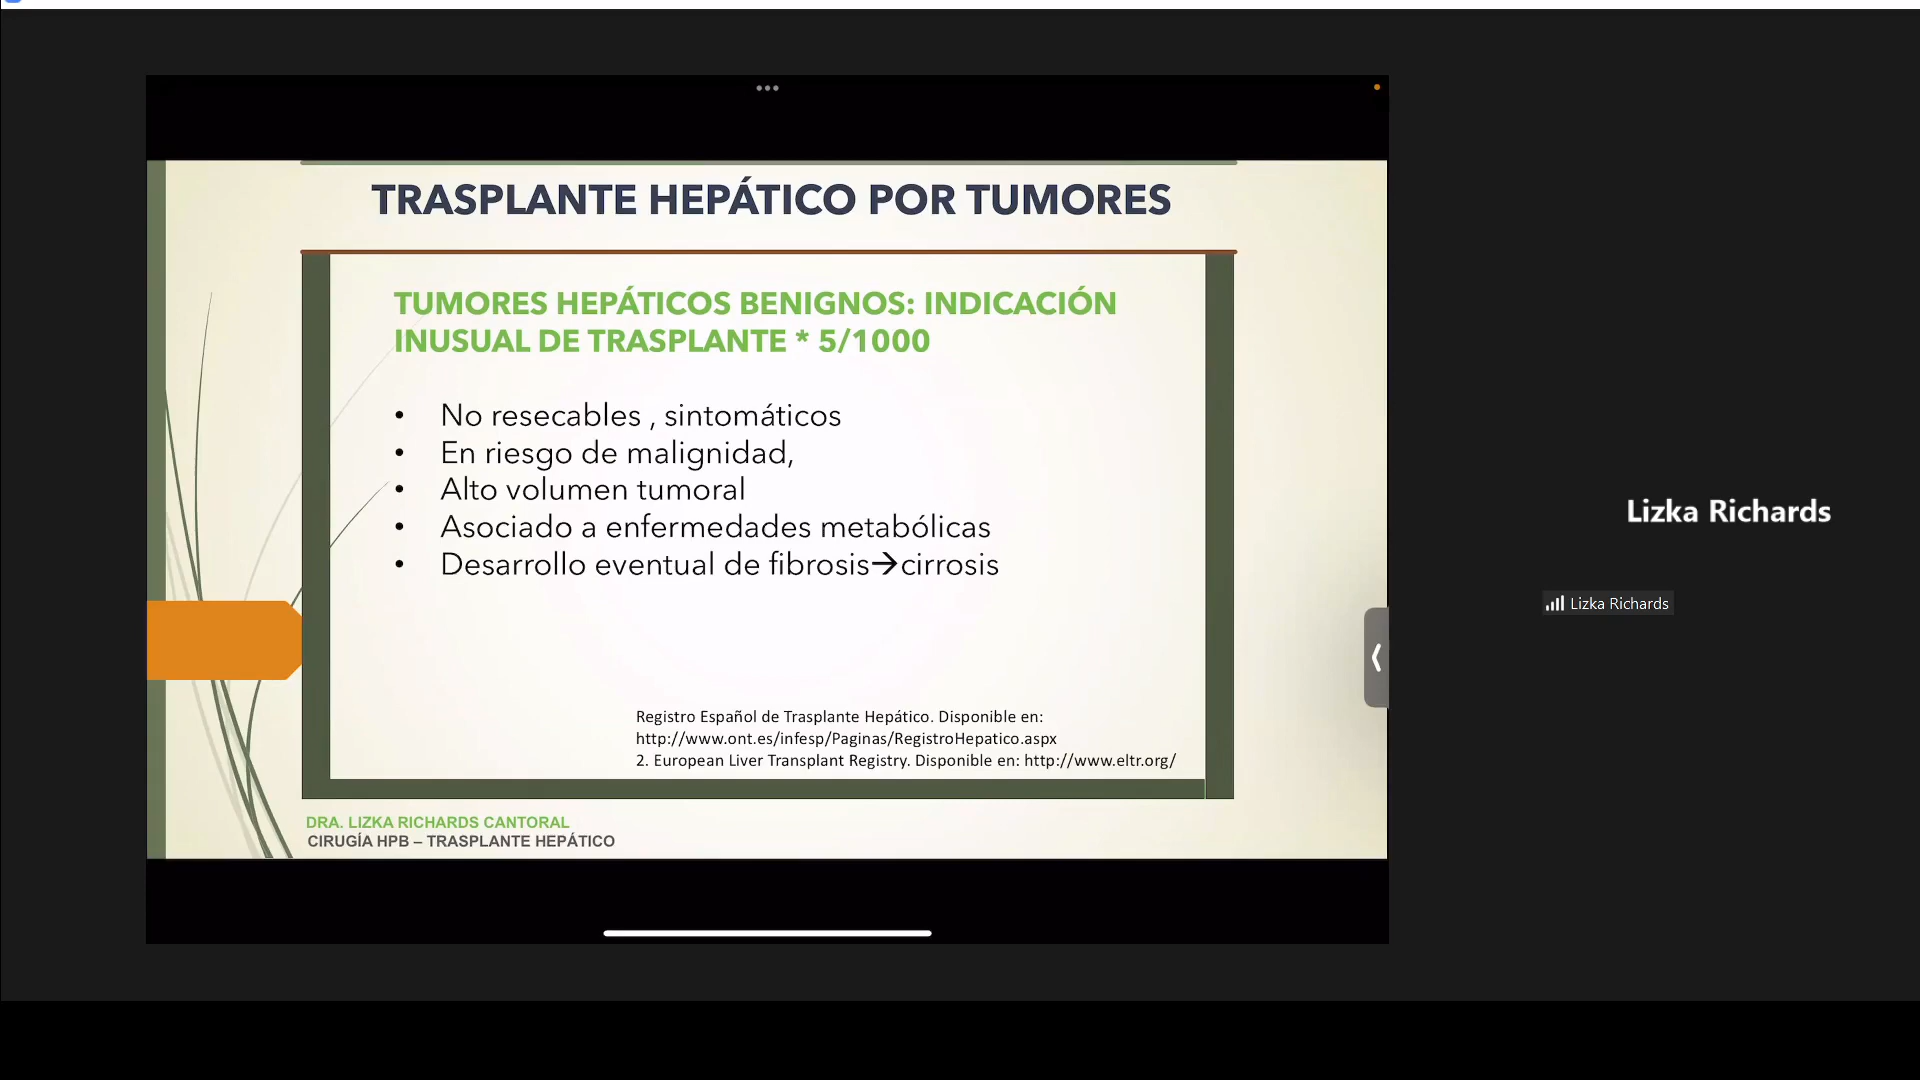 TRASPLANTE HEPÁTICO POR TUMORES
TUMORES HEPÁTICOS BENIGNOS: INDICACIÓN
INUSUAL DE TRASPLANTE * 5/1000
• No resecables , sintomáticos
• En riesgo de malignidad,
• Alto volumen tumoral
• Asociado a enfermedades metabólicas
• Desarrollo eventual de fibrosis→cirrosis
Registro Español de Trasplante Hepático. Disponible en:
http://www.ont.es/infesp/Paginas/RegistroHepatico.aspx
2. European Liver Transplant Registry. Disponible en: http://www.eltr.org/
DRA. LIZKA RICHARDS CANTORAL
CIRUGÍA HPB – TRASPLANTE HEPÁTICO
Lizka Richards
Lizka Richards